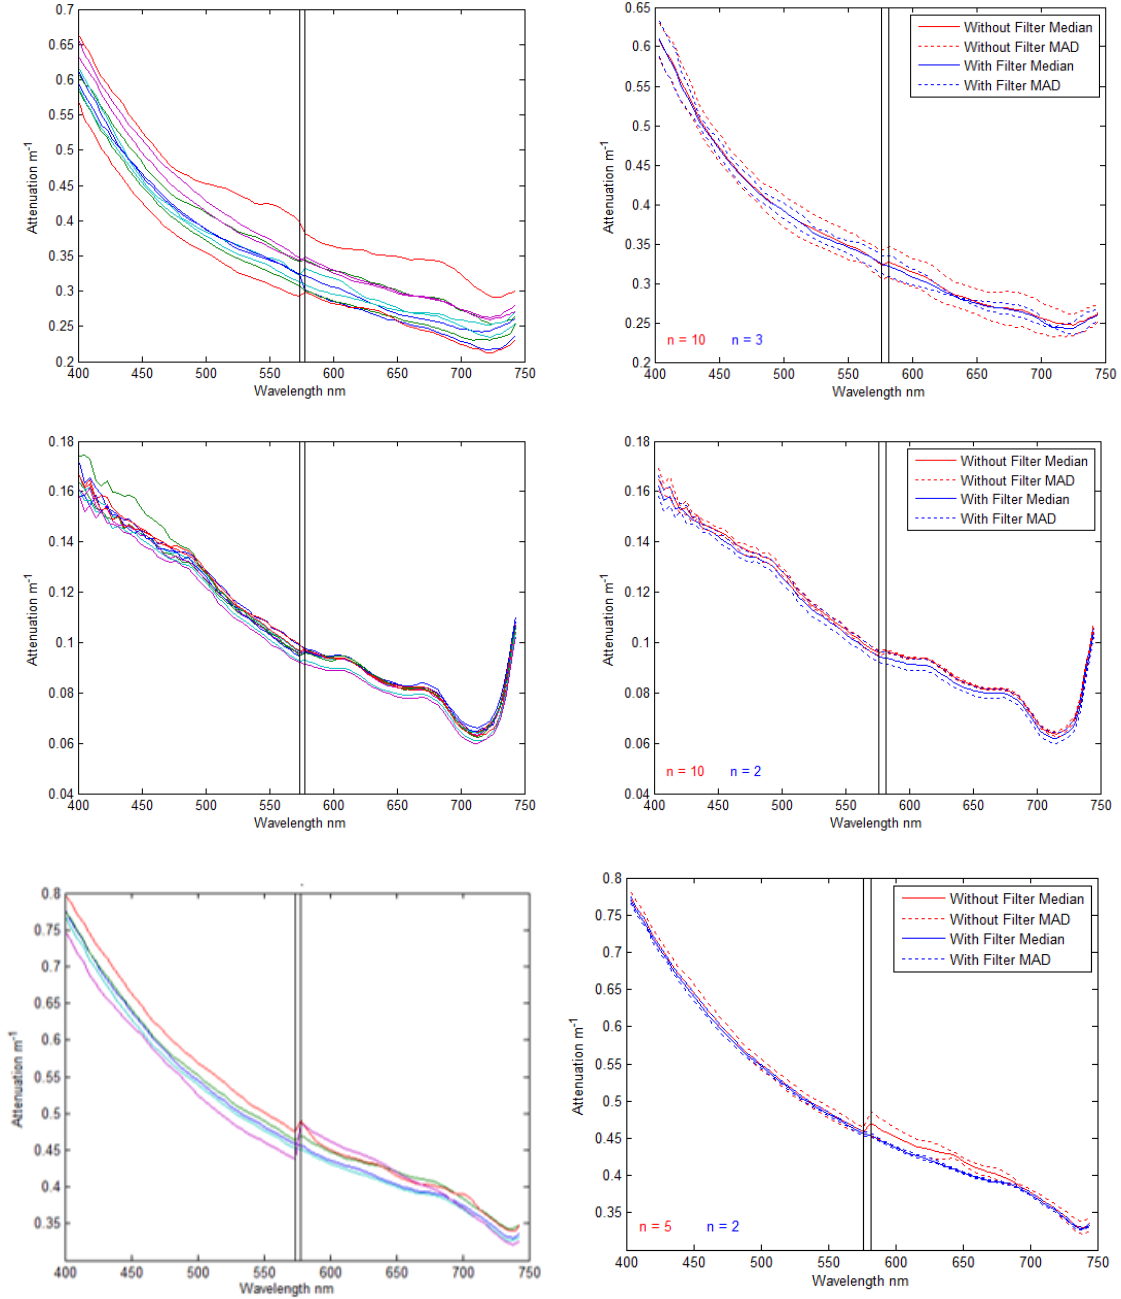 0.7
0.65
0.6
0.55
0.5
0.45
0.4
0.35
0.3
0.25
0.2
400 450 500 550 600 650 700 750
Wavelength nm
Attenuation m⁻¹
0.65
0.6
0.55
0.5
0.45
0.4
0.35
0.3
0.25
0.2
400 450 500 550 600 650 700 750
Wavelength nm
Attenuation m⁻¹
Without Filter Median
Without Filter MAD
With Filter Median
With Filter MAD
n = 10 n = 3
0.18
0.16
0.14
0.12
0.1
0.08
0.06
0.04
400 450 500 550 600 650 700 750
Wavelength nm
Attenuation m⁻¹
0.18
0.16
0.14
0.12
0.1
0.08
0.06
0.04
400 450 500 550 600 650 700 750
Wavelength nm
Attenuation m⁻¹
Without Filter Median
Without Filter MAD
With Filter Median
With Filter MAD
n = 10 n = 2
0.8
0.75
0.7
0.65
0.6
0.55
0.5
0.45
0.4
0.35
400 450 500 550 600 650 700 750
Wavelength nm
Attenuation m⁻¹
0.8
0.75
0.7
0.65
0.6
0.55
0.5
0.45
0.4
0.35
400 450 500 550 600 650 700 750
Wavelength nm
Attenuation m⁻¹
Without Filter Median
Without Filter MAD
With Filter Median
With Filter MAD
n = 5 n = 2